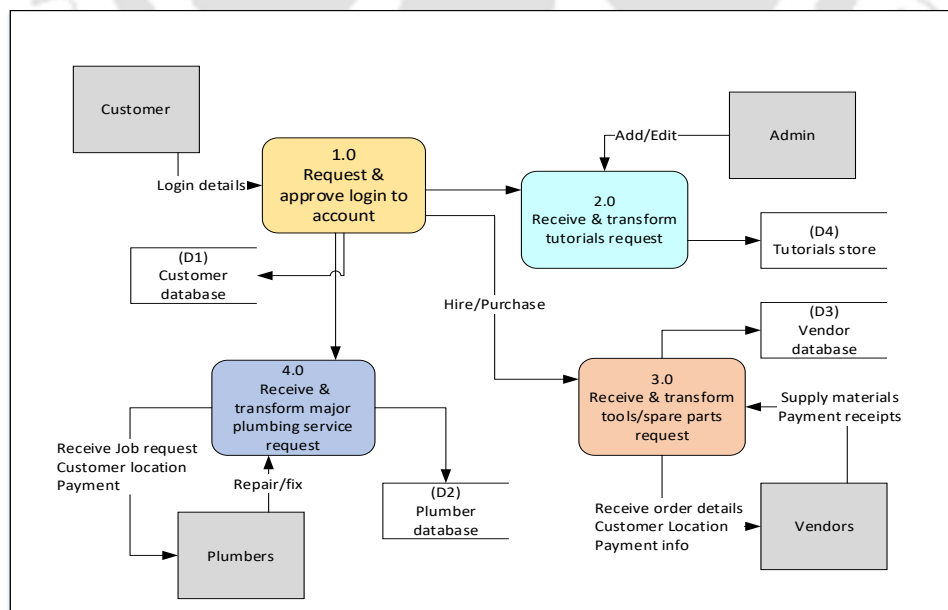 Customer
Login details
1.0
Request &
approve login to
account
Add/Edit
Admin
2.0
Receive & transform
tutorials request
(D4)
Tutorials store
(D1)
Customer
database
Hire/Purchase
(D3)
Vendor
database
4.0
Receive &
transform major
plumbing service
request
3.0
Receive & transform
tools/spare parts
request
Supply materials
Payment receipts
Receive Job request
Customer location
Payment
Repair/fix
(D2)
Plumber
database
Plumbers
Receive order details
Customer Location
Payment info
Vendors